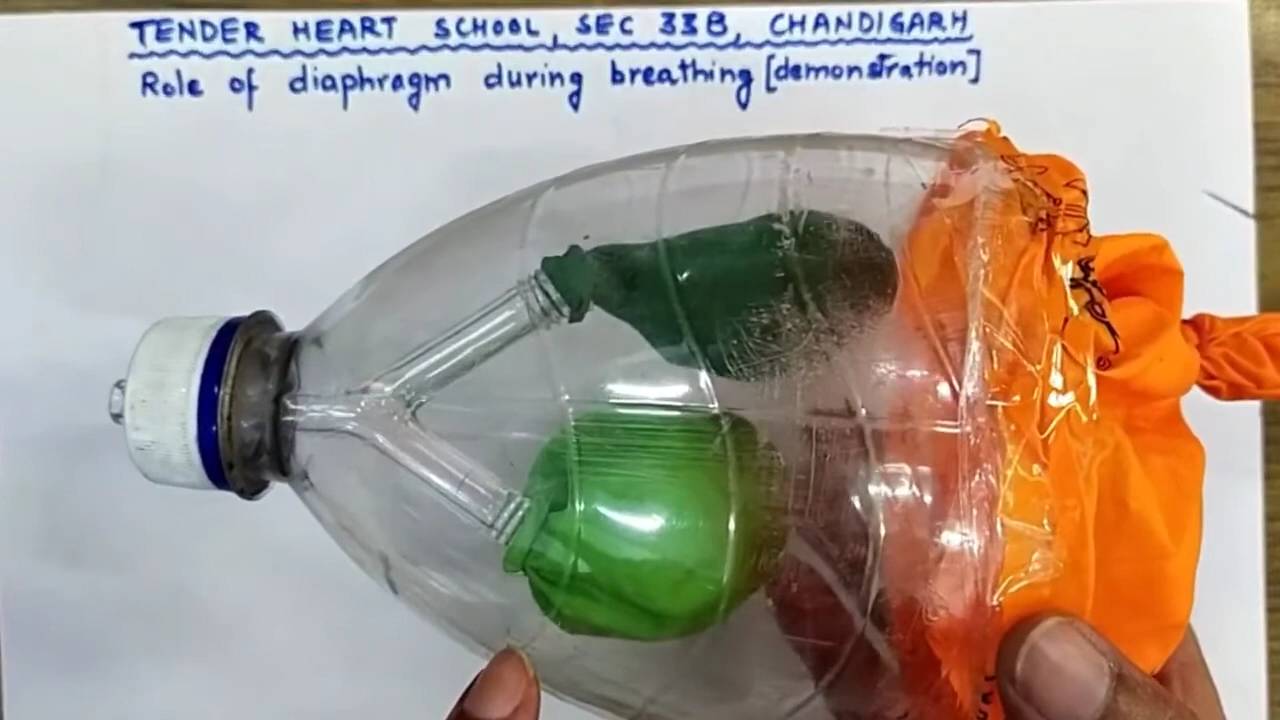 TENDER HEART SCHOOL, SEC 33B, CHANDIGARH
Role of diaphragm during breathing [demonstration]